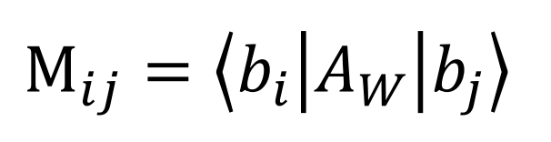 M_{ij} = ⟨b_i|A_W|b_j⟩